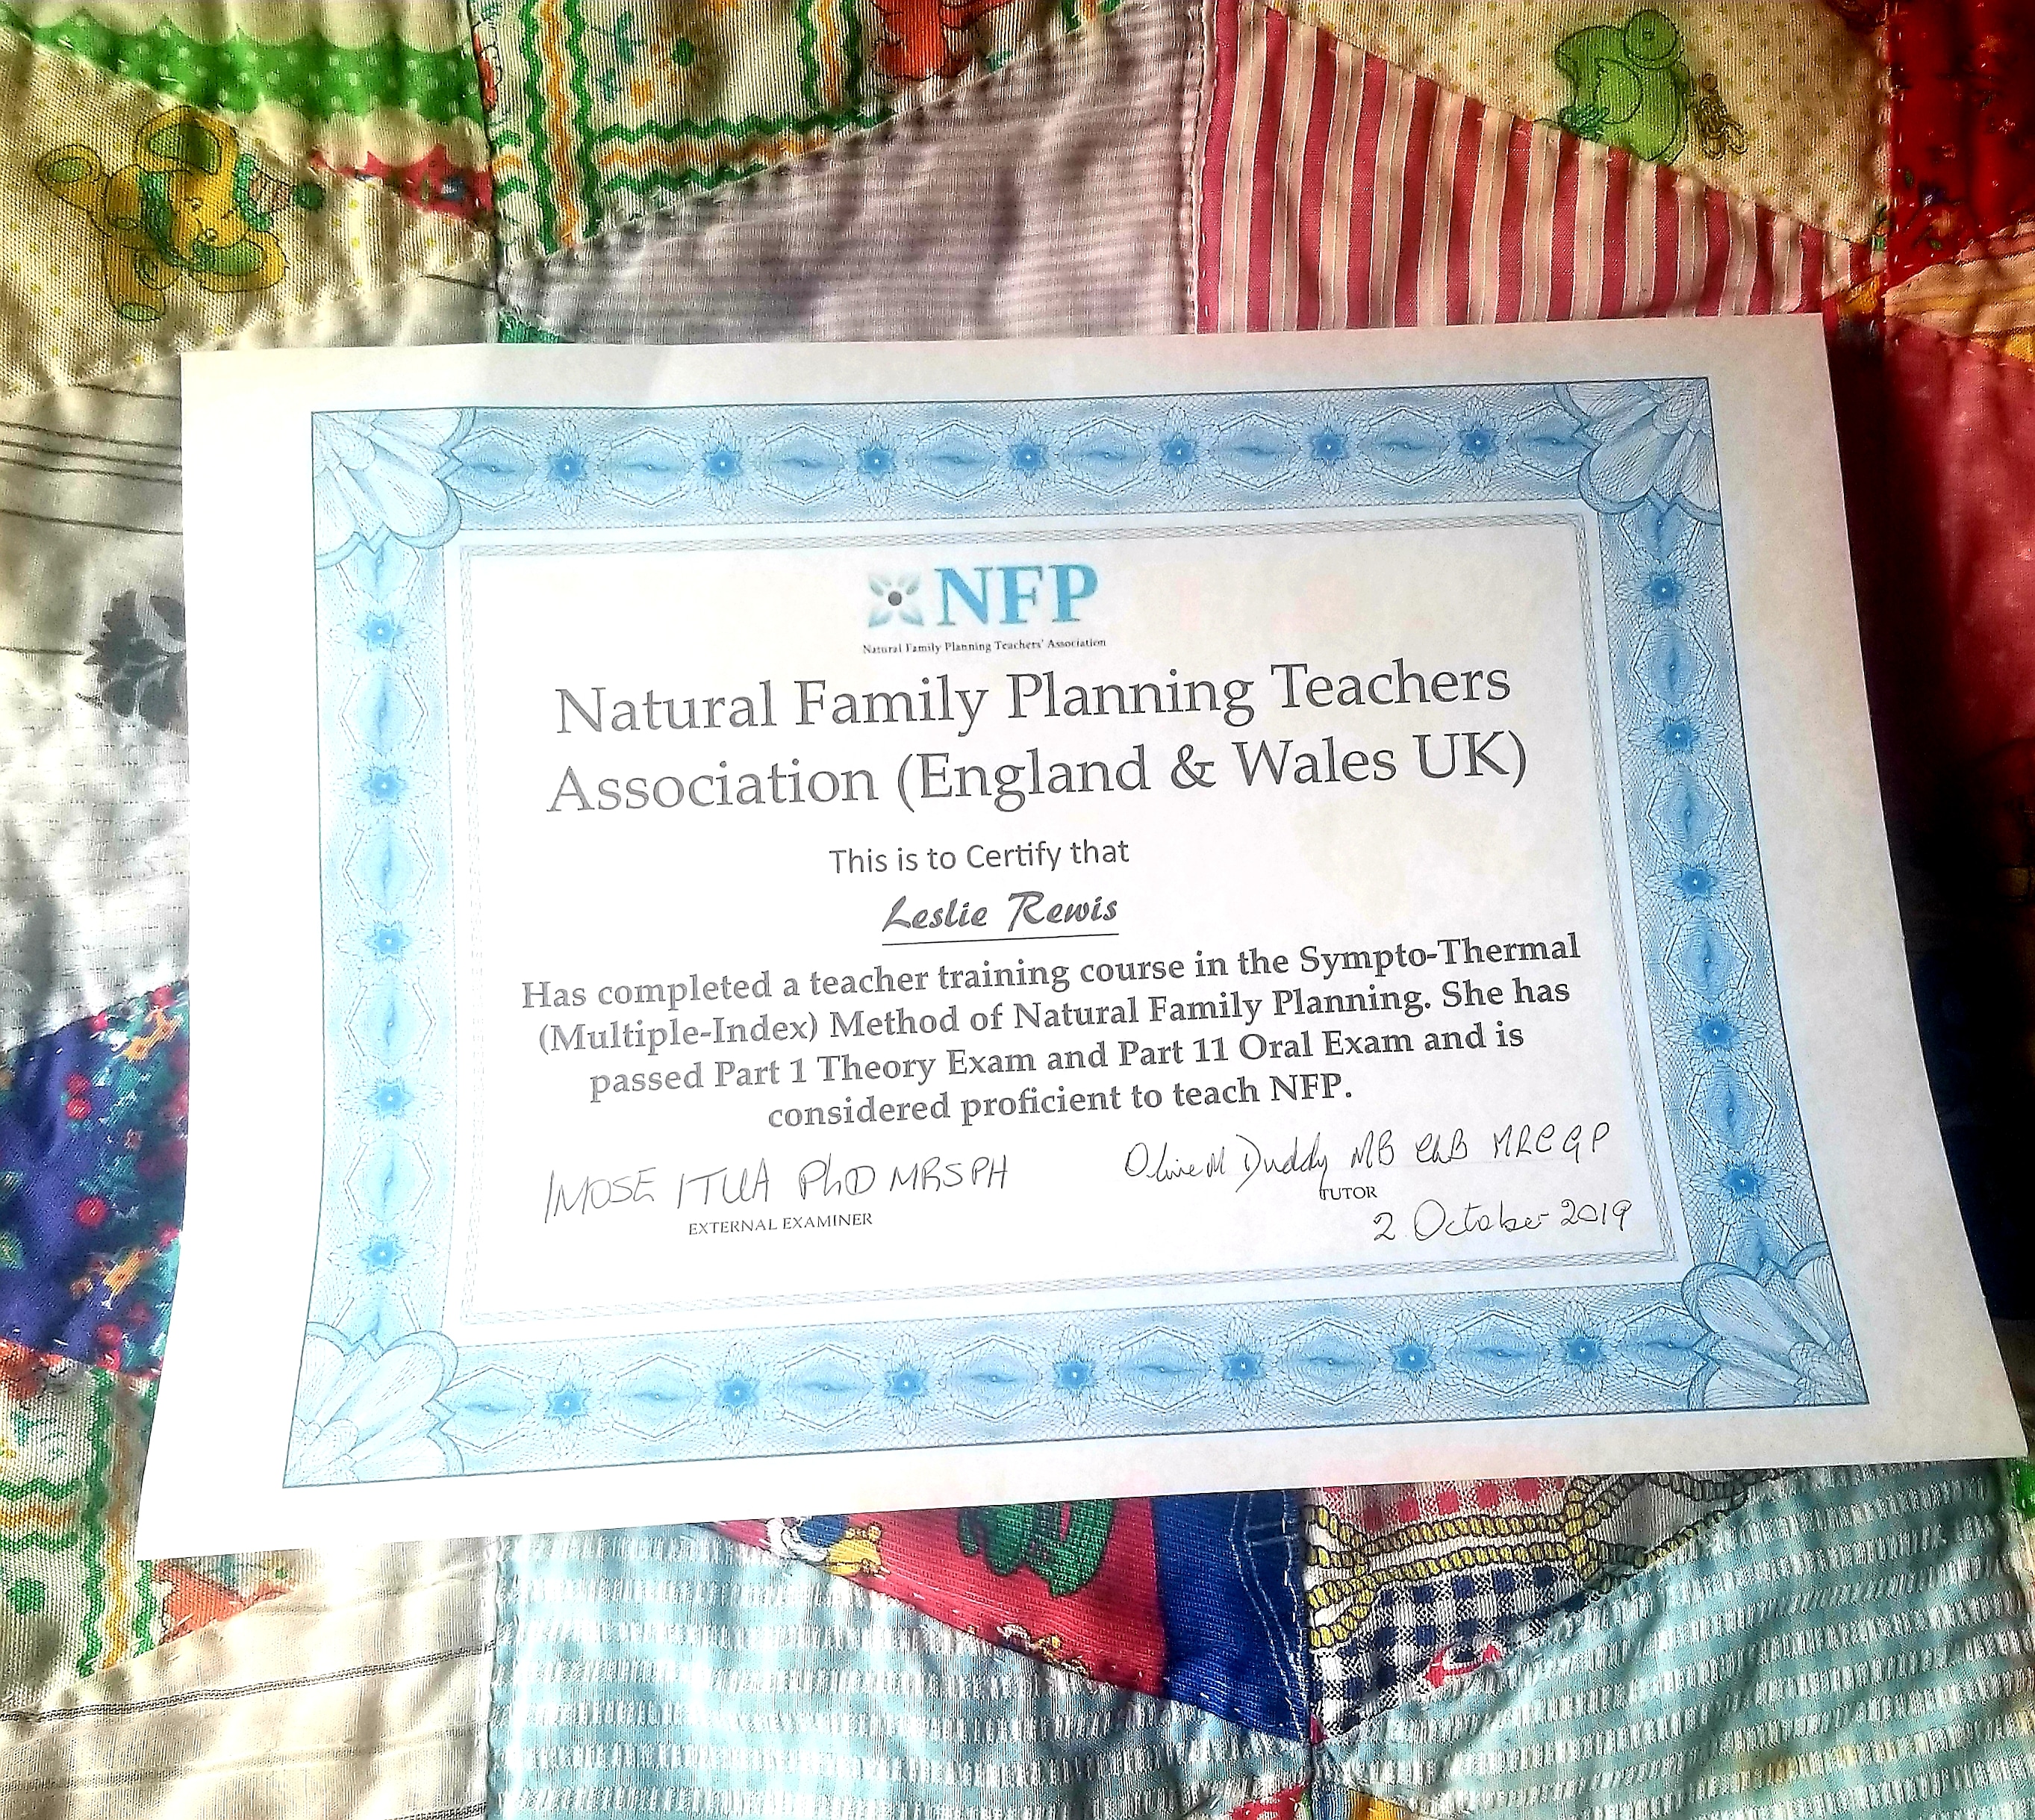 NFP
Natural Family Planning Teachers' Association
Natural Family Planning Teachers
Association (England & Wales UK)
This is to Certify that
Leslie Rewis
Has completed a teacher training course in the Sympto-Thermal
(Multiple-Index) Method of Natural Family Planning. She has
passed Part 1 Theory Exam and Part 11 Oral Exam and is
considered proficient to teach NFP.
IMOSE ITUA PhD MRSPH
EXTERNAL EXAMINER
Olive M Duddy MB ChB MRCGP
TUTOR
2 October 2019